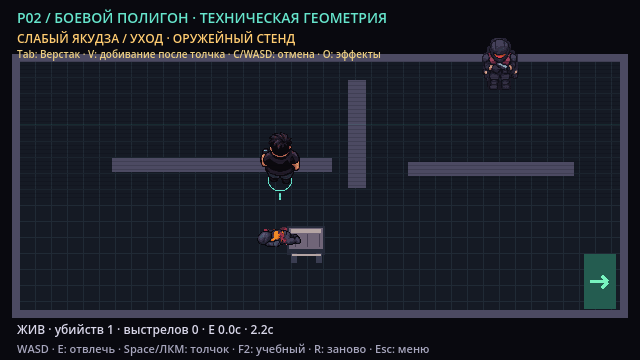 P02 / БОЕВОЙ ПОЛИГОН · ТЕХНИЧЕСКАЯ ГЕОМЕТРИЯ
СЛАБЫЙ ЯКУДЗА / УХОД · ОРУЖЕЙНЫЙ СТЕНД
Tab: Верстак · V: добивание после толчка · C/WASD: отмена · O: эффекты
ЖИВ · убийств 1 · выстрелов 0 · E 0.0с · 2.2с
WASD · E: отвлечь · Space/ЛКМ: толчок · F2: учебный · R: заново · Esc: меню